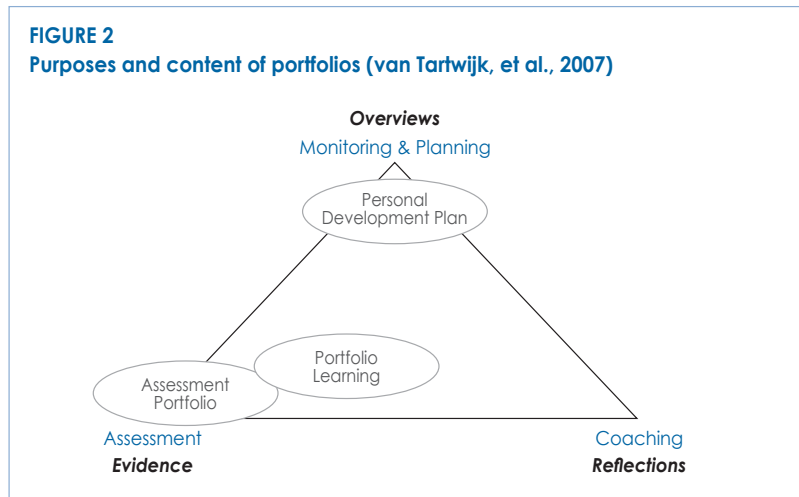 FIGURE 2
Purposes and content of portfolios (van Tartwijk, et al., 2007)
Overviews
Monitoring & Planning
Personal
Development Plan
Portfolio
Learning
Assessment
Portfolio
Assessment
Evidence
Coaching
Reflections